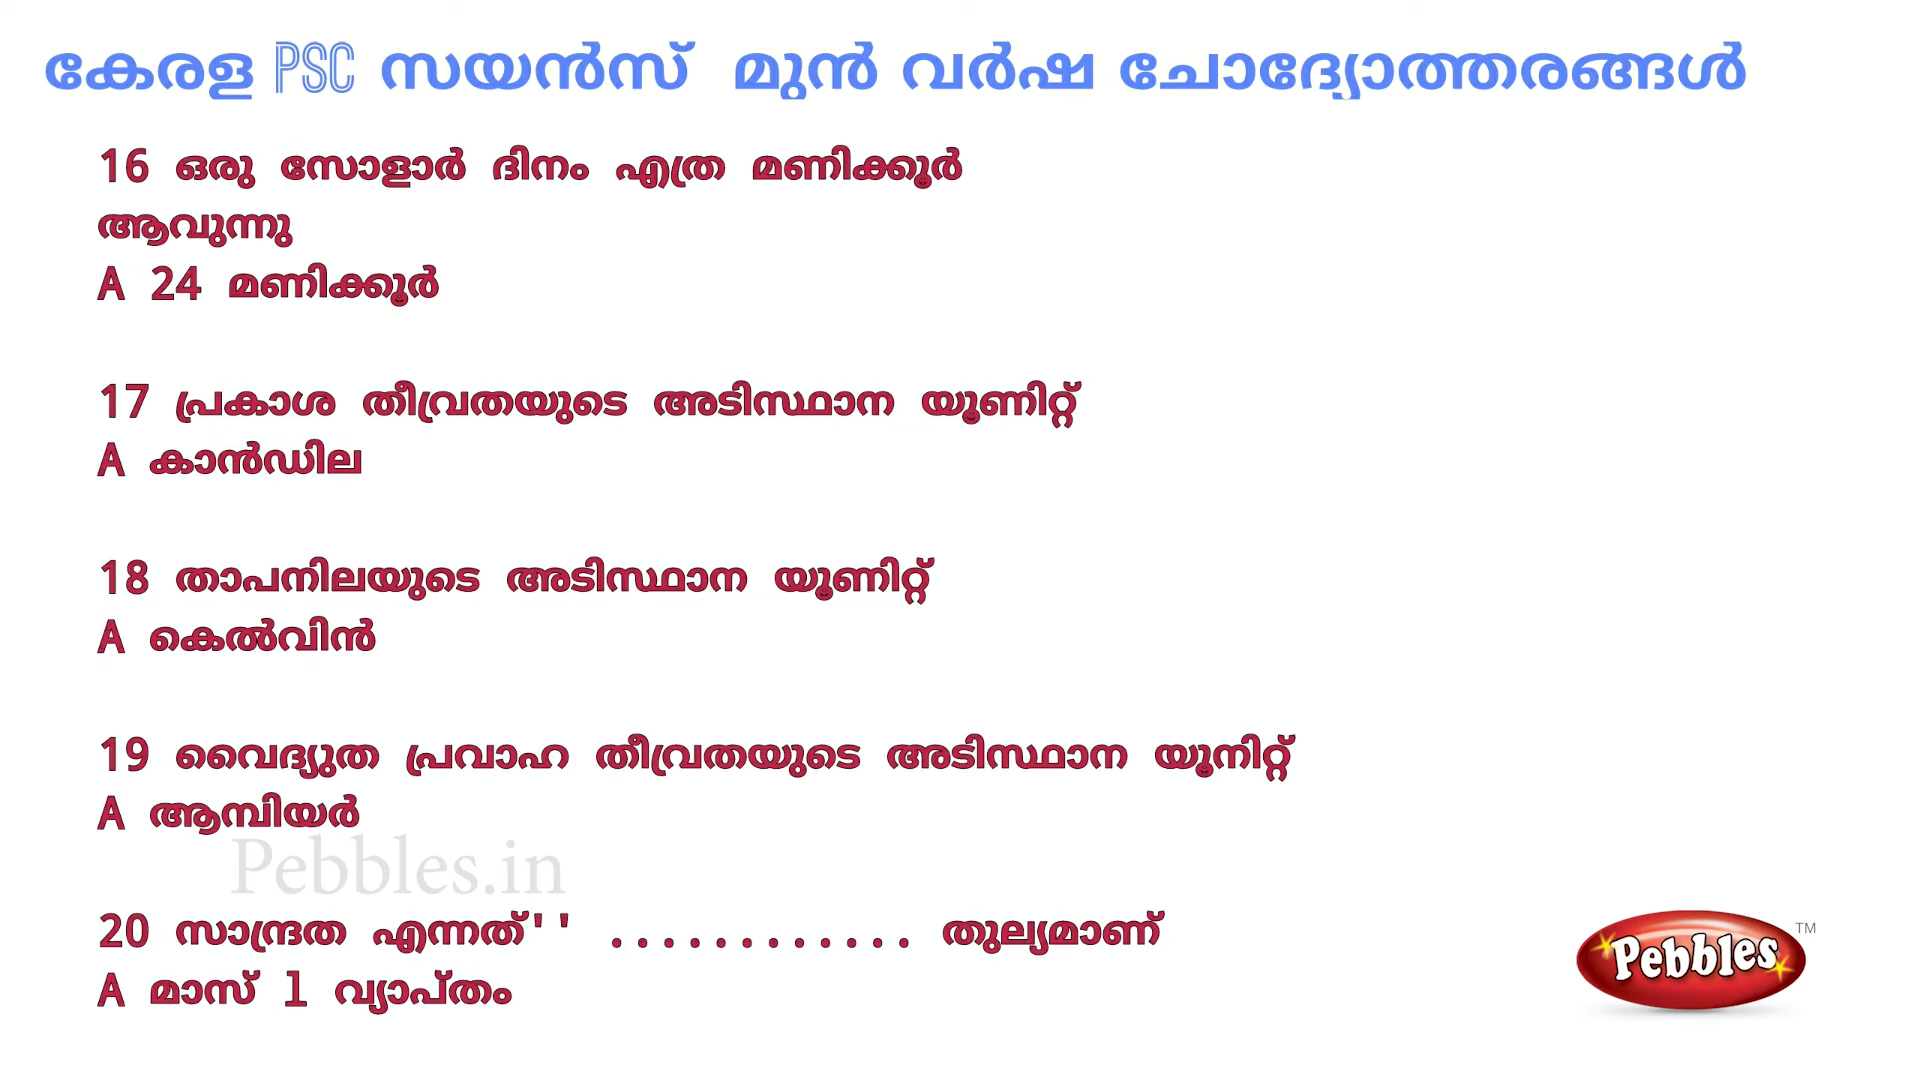 കേരള PSC സയൻസ് മുൻ വർഷ ചോദ്യോത്തരങ്ങൾ
16 ഒരു സോളാർ ദിനം എത്ര മണിക്കൂർ
ആവുന്നു
A 24 മണിക്കൂർ
17 പ്രകാശ തീവ്രതയുടെ അടിസ്ഥാന യൂണിറ്റ്
A കാൻഡില
18 താപനിലയുടെ അടിസ്ഥാന യൂണിറ്റ്
A കെൽവിൻ
19 വൈദ്യുത പ്രവാഹ തീവ്രതയുടെ അടിസ്ഥാന യൂനിറ്റ്
A ആമ്പിയർ
Pebbles.in
20 സാന്ദ്രത എന്നത്'' ............ തുല്യമാണ്
A മാസ് l വ്യാപ്തം
Pebbles TM